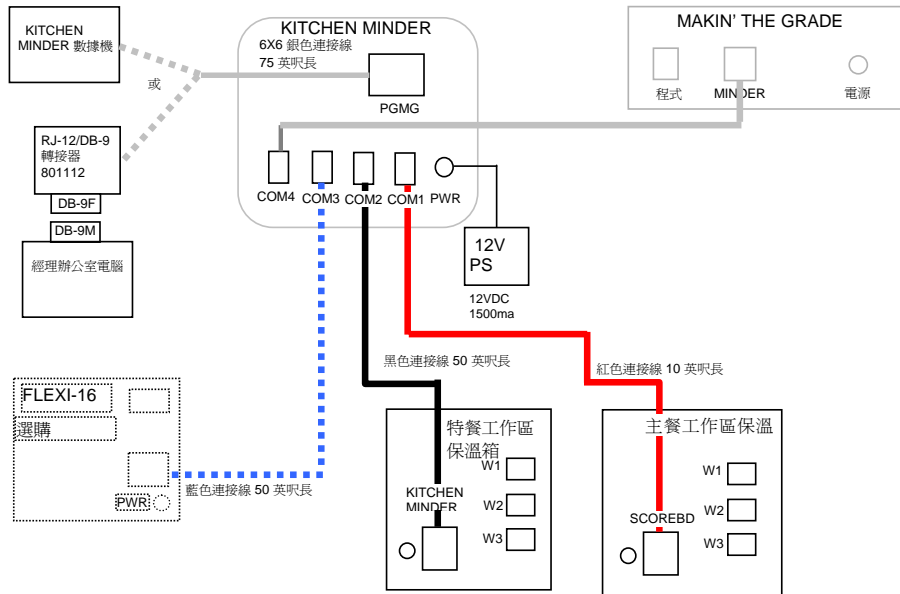 KITCHEN
MINDER 數據機
或
RJ-12/DB-9
轉接器
801112
DB-9F
DB-9M
經理辦公室電腦
KITCHEN MINDER
6X6 銀色連接線
75 英呎長
PGMG
COM4
COM3
COM2
COM1
PWR
12V
PS
12VDC
1500ma
MAKIN' THE GRADE
程式
MINDER
電源
黑色連接線 50 英呎長
紅色連接線 10 英呎長
FLEXI-16
選購
PWR
藍色連接線 50 英呎長
特餐工作區
保溫箱
W1
KITCHEN
MINDER
W2
W3
主餐工作區保溫
W1
W2
SCOREBD
W3